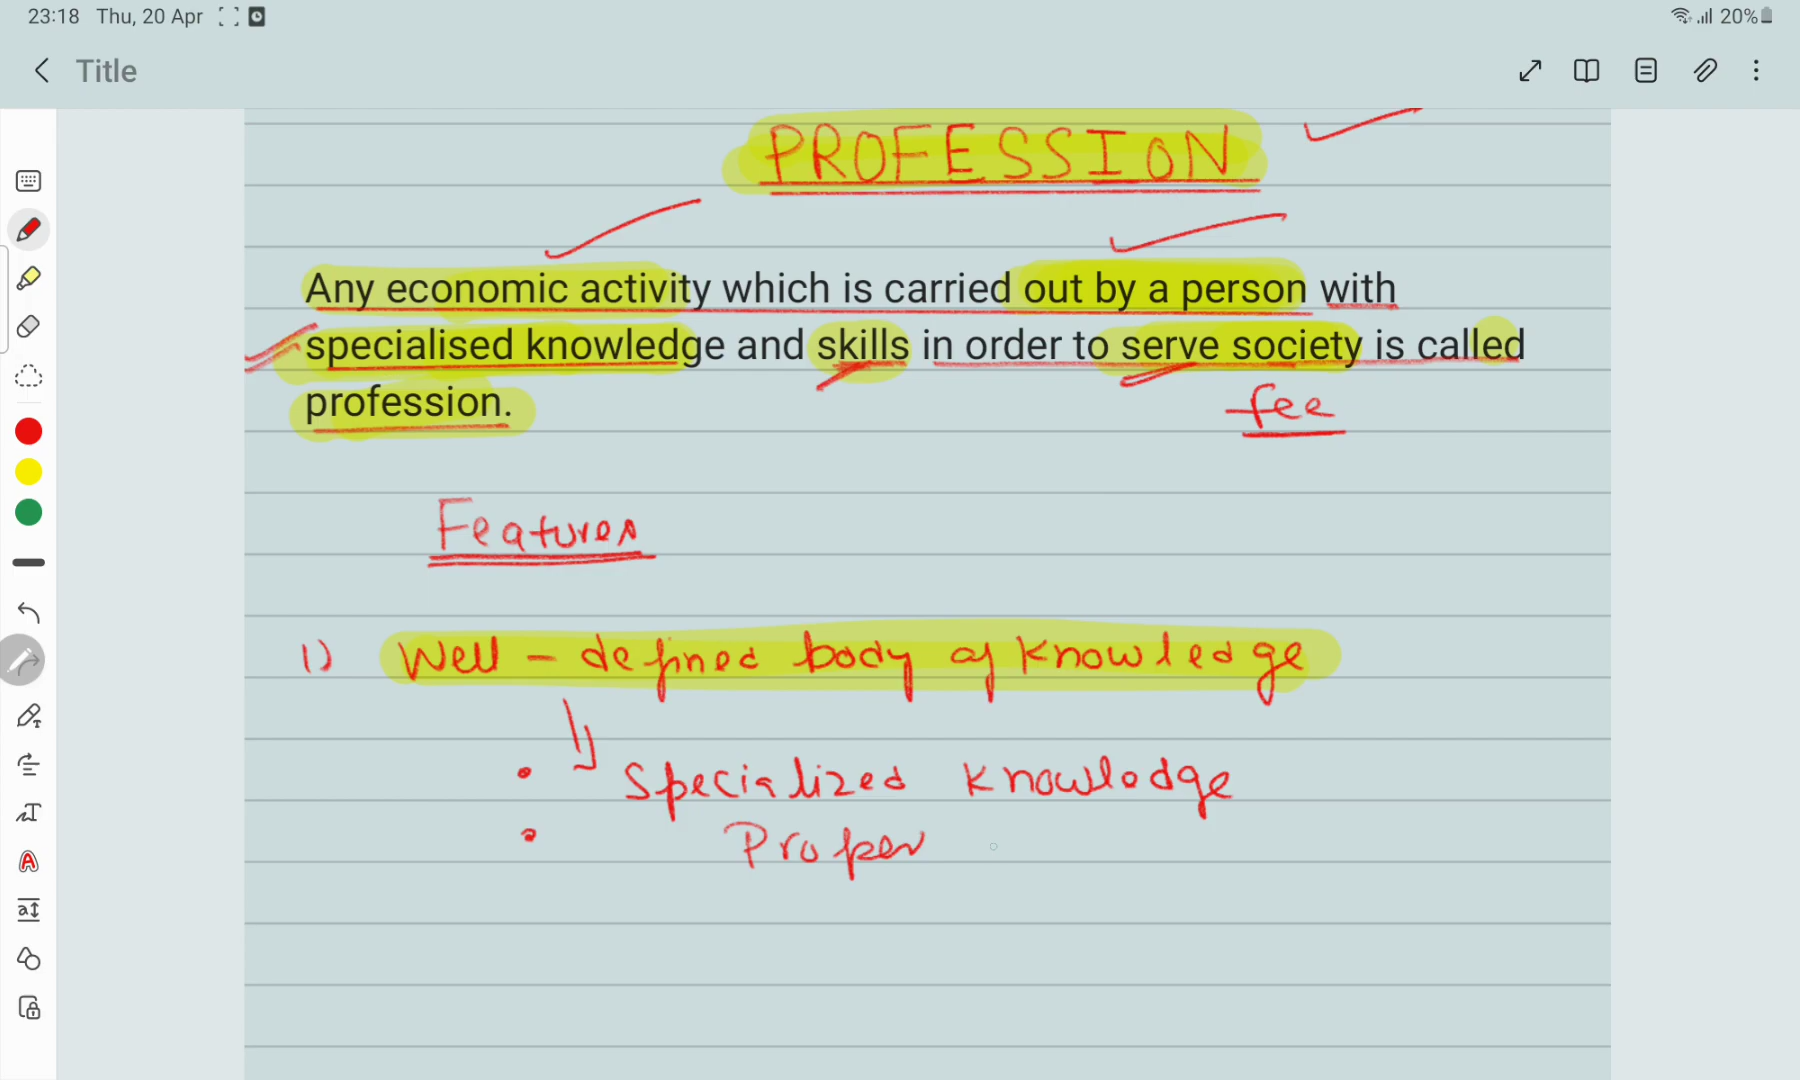 23:18 Thu, 20 Apr 20%
Title
PROFESSION
Any economic activity which is carried out by a person with
specialised knowledge and skills in order to serve society is called
profession.
fee
Features
1) Well - defined body of knowledge
• Specialized knowledge
• Proper